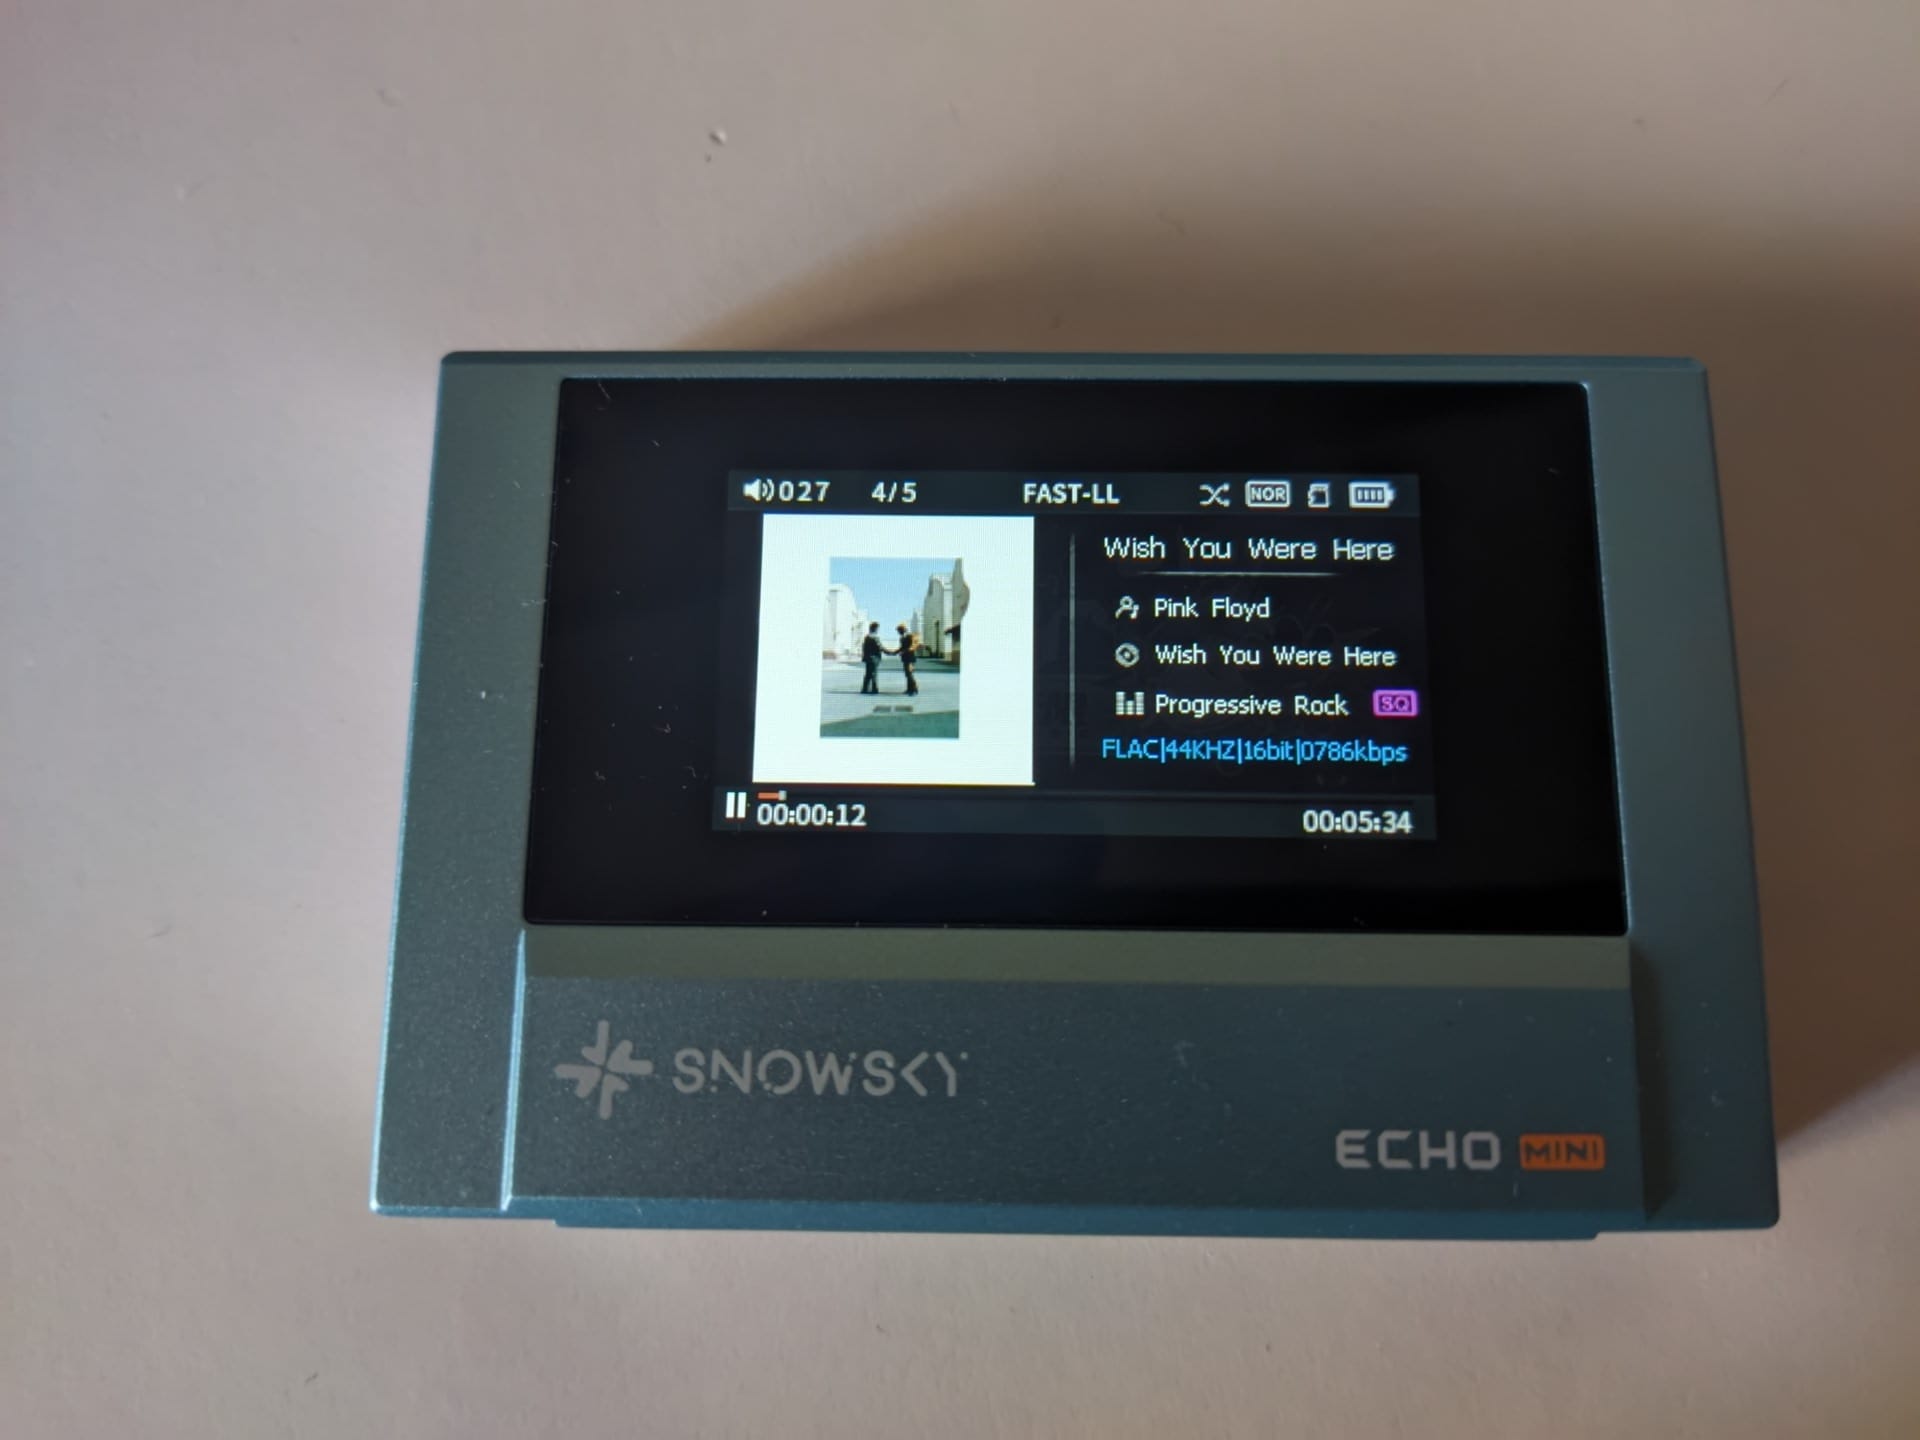 027 4/5 FAST-LL NOR
Wish You Were Here
Pink Floyd
Wish You Were Here
Progressive Rock SQ
FLAC|44KHZ|16bit|0786kbps
00:00:12 00:05:34
SNOWSKY
ECHO MINI